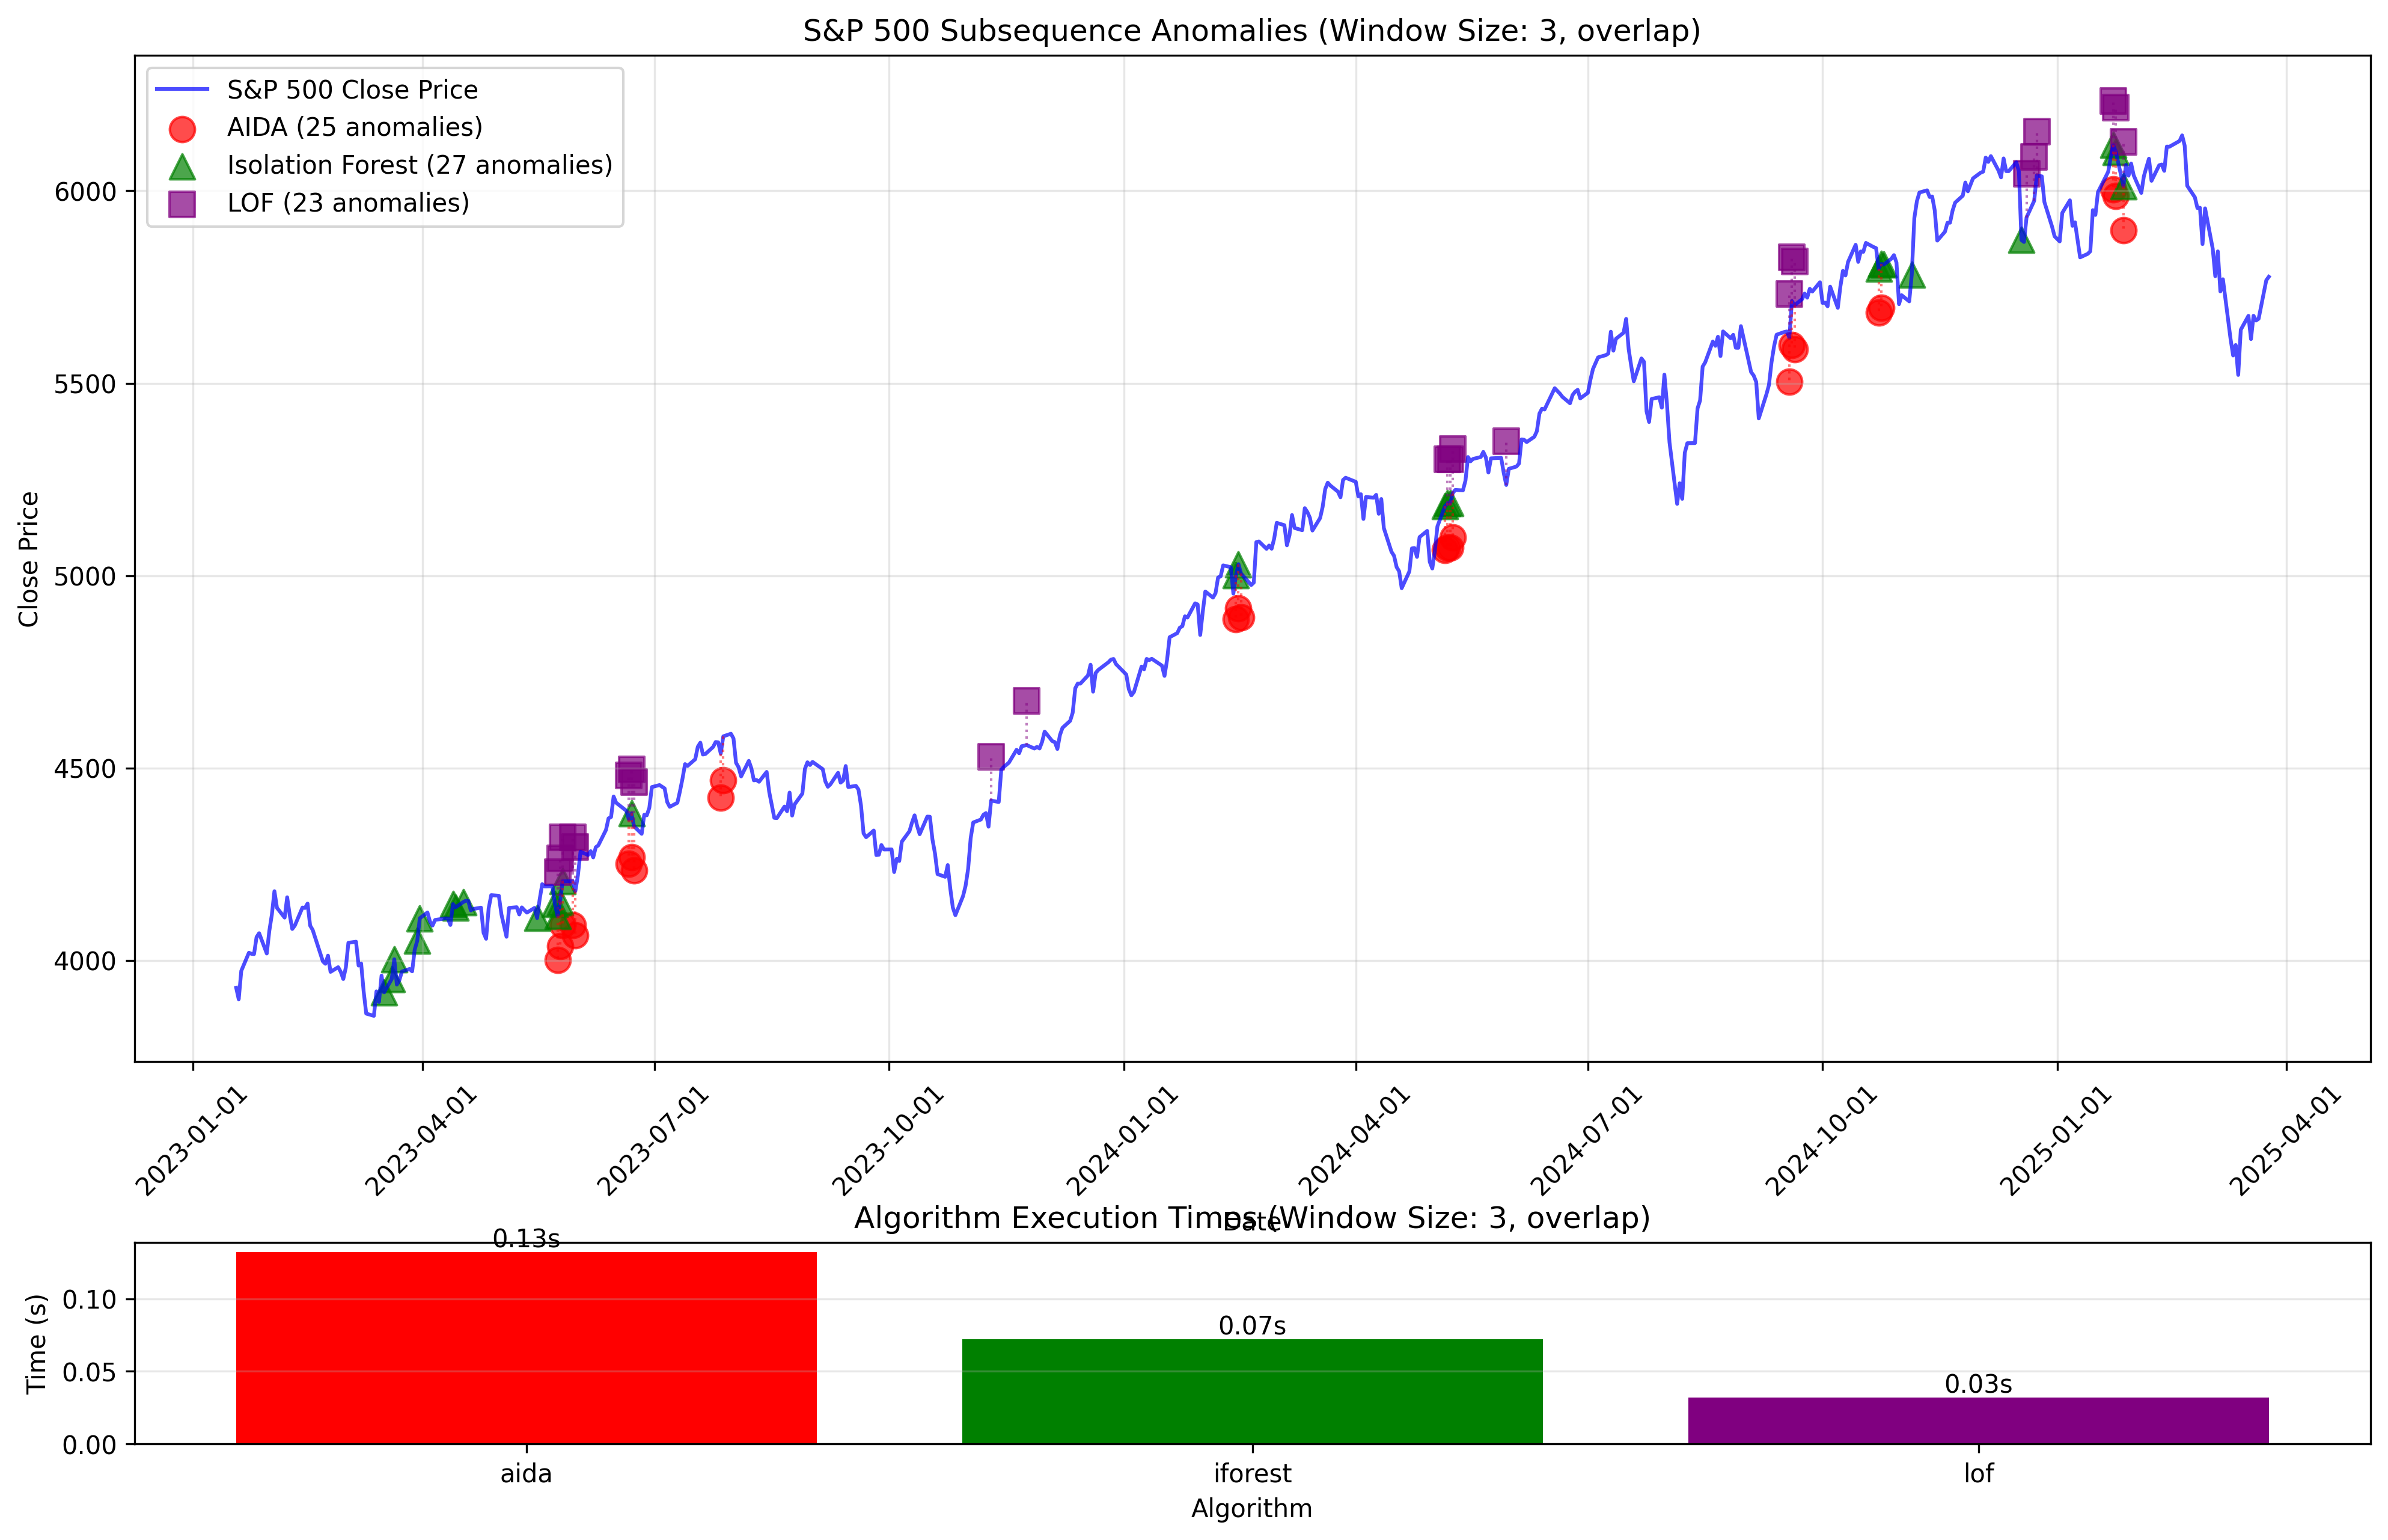 S&P 500 Subsequence Anomalies (Window Size: 3, overlap)
S&P 500 Close Price
AIDA (25 anomalies)
Isolation Forest (27 anomalies)
LOF (23 anomalies)
Close Price
6000
5500
5000
4500
4000
2023-01-01
2023-04-01
2023-07-01
2023-10-01
2024-01-01
2024-04-01
2024-07-01
2024-10-01
2025-01-01
2025-04-01
Date
Algorithm Execution Times (Window Size: 3, overlap)
Time (s)
0.10
0.05
0.00
0.13s
0.07s
0.03s
aida
iforest
lof
Algorithm